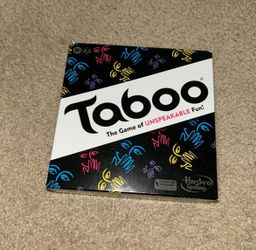 Taboo
The Game of UNSPEAKABLE Fun!
Hasbro
Gaming